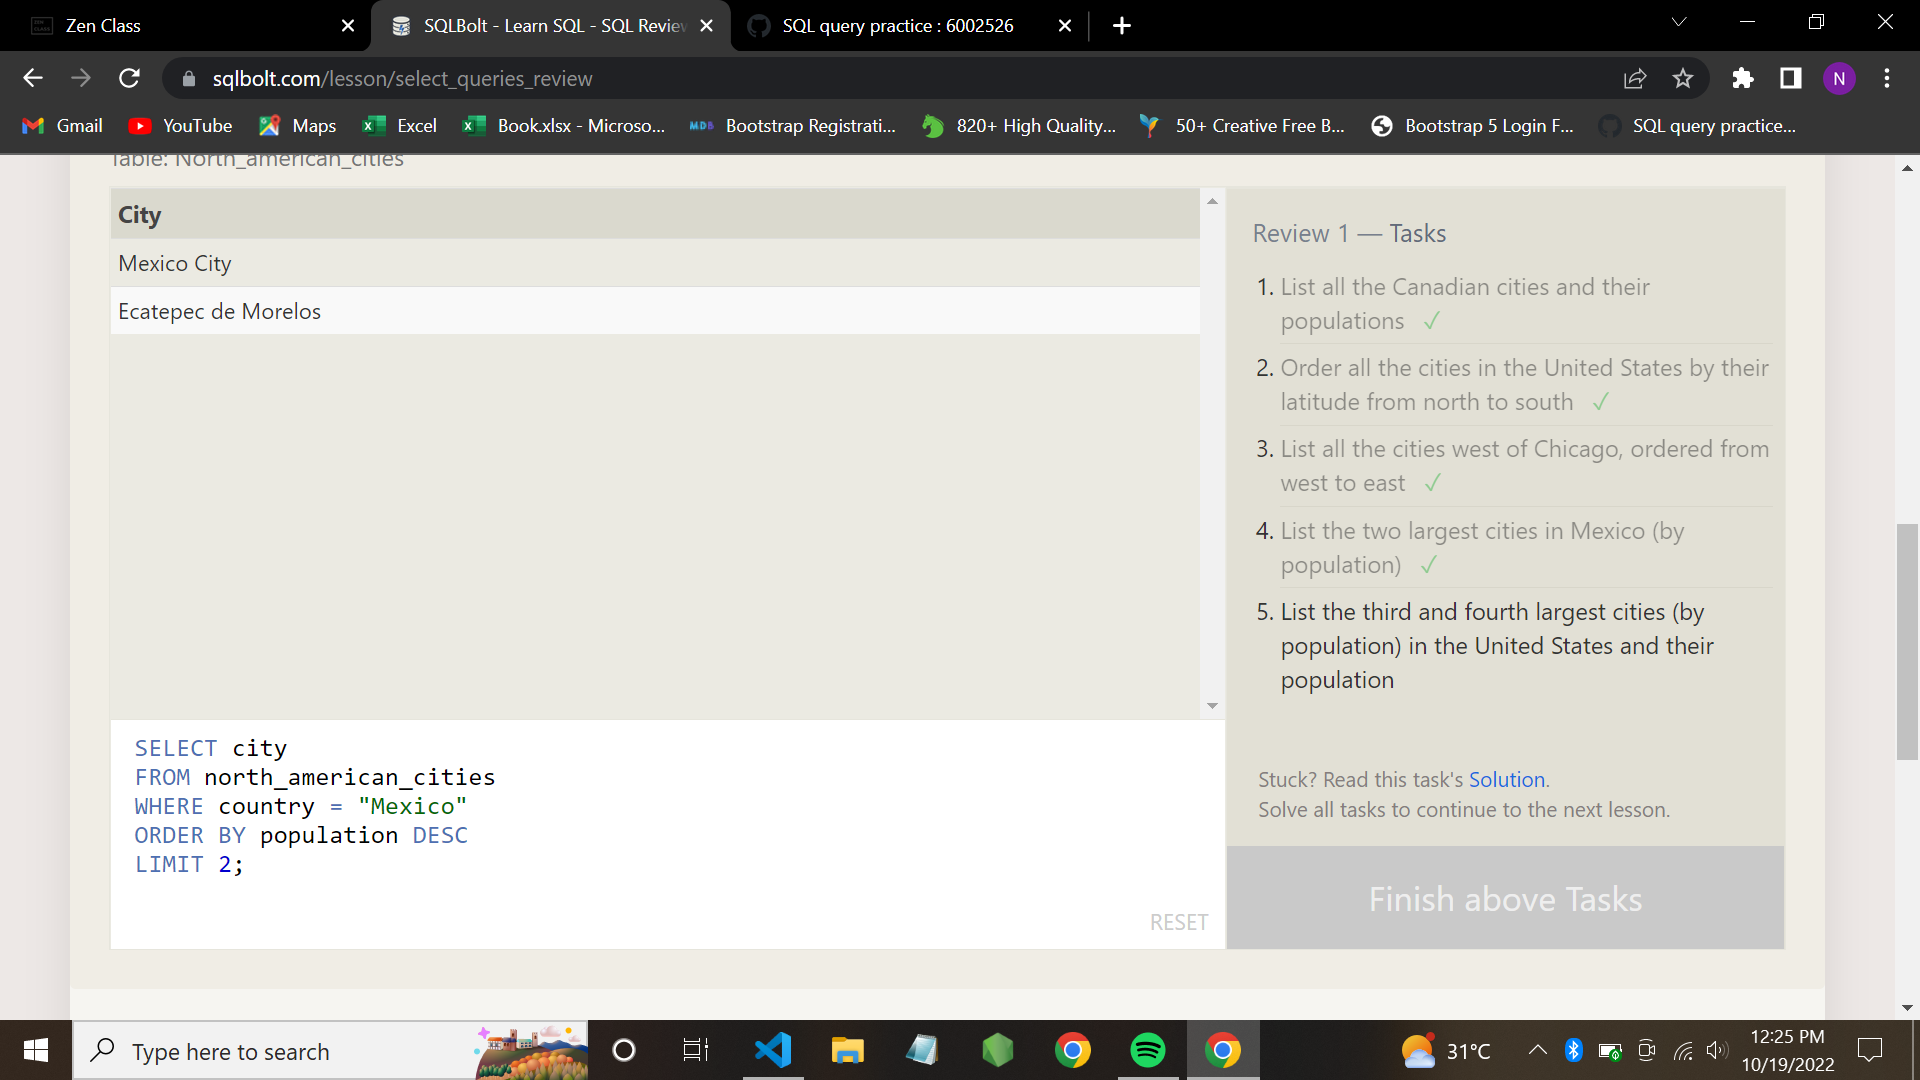 Zen Class
SQLBolt - Learn SQL - SQL Review
SQL query practice : 6002526
sqlbolt.com/lesson/select_queries_review
N
Gmail
YouTube
Maps
Excel
Book.xlsx - Microso...
MDB
Bootstrap Registrati...
820+ High Quality...
50+ Creative Free B...
Bootstrap 5 Login F...
SQL query practice...
Table: North_american_cities
City
Mexico City
Ecatepec de Morelos
SELECT city
FROM north_american_cities
WHERE country = "Mexico"
ORDER BY population DESC
LIMIT 2;
RESET
Review 1 — Tasks
1. List all the Canadian cities and their
populations ✓
2. Order all the cities in the United States by their
latitude from north to south ✓
3. List all the cities west of Chicago, ordered from
west to east ✓
4. List the two largest cities in Mexico (by
population) ✓
5. List the third and fourth largest cities (by
population) in the United States and their
population
Stuck? Read this task's Solution.
Solve all tasks to continue to the next lesson.
Finish above Tasks
Type here to search
31°C
12:25 PM
10/19/2022